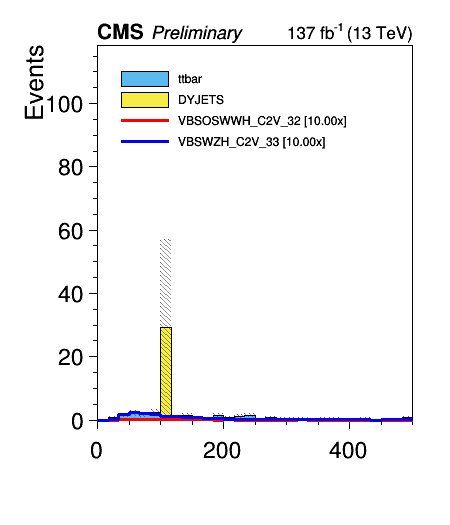 CMS Preliminary 137 fb-1 (13 TeV)
Events
ttbar
DYJETS
VBSOSWWH_C2V_32 [10.00x]
VBSWZH_C2V_33 [10.00x]
100
80
60
40
20
0
0 200 400